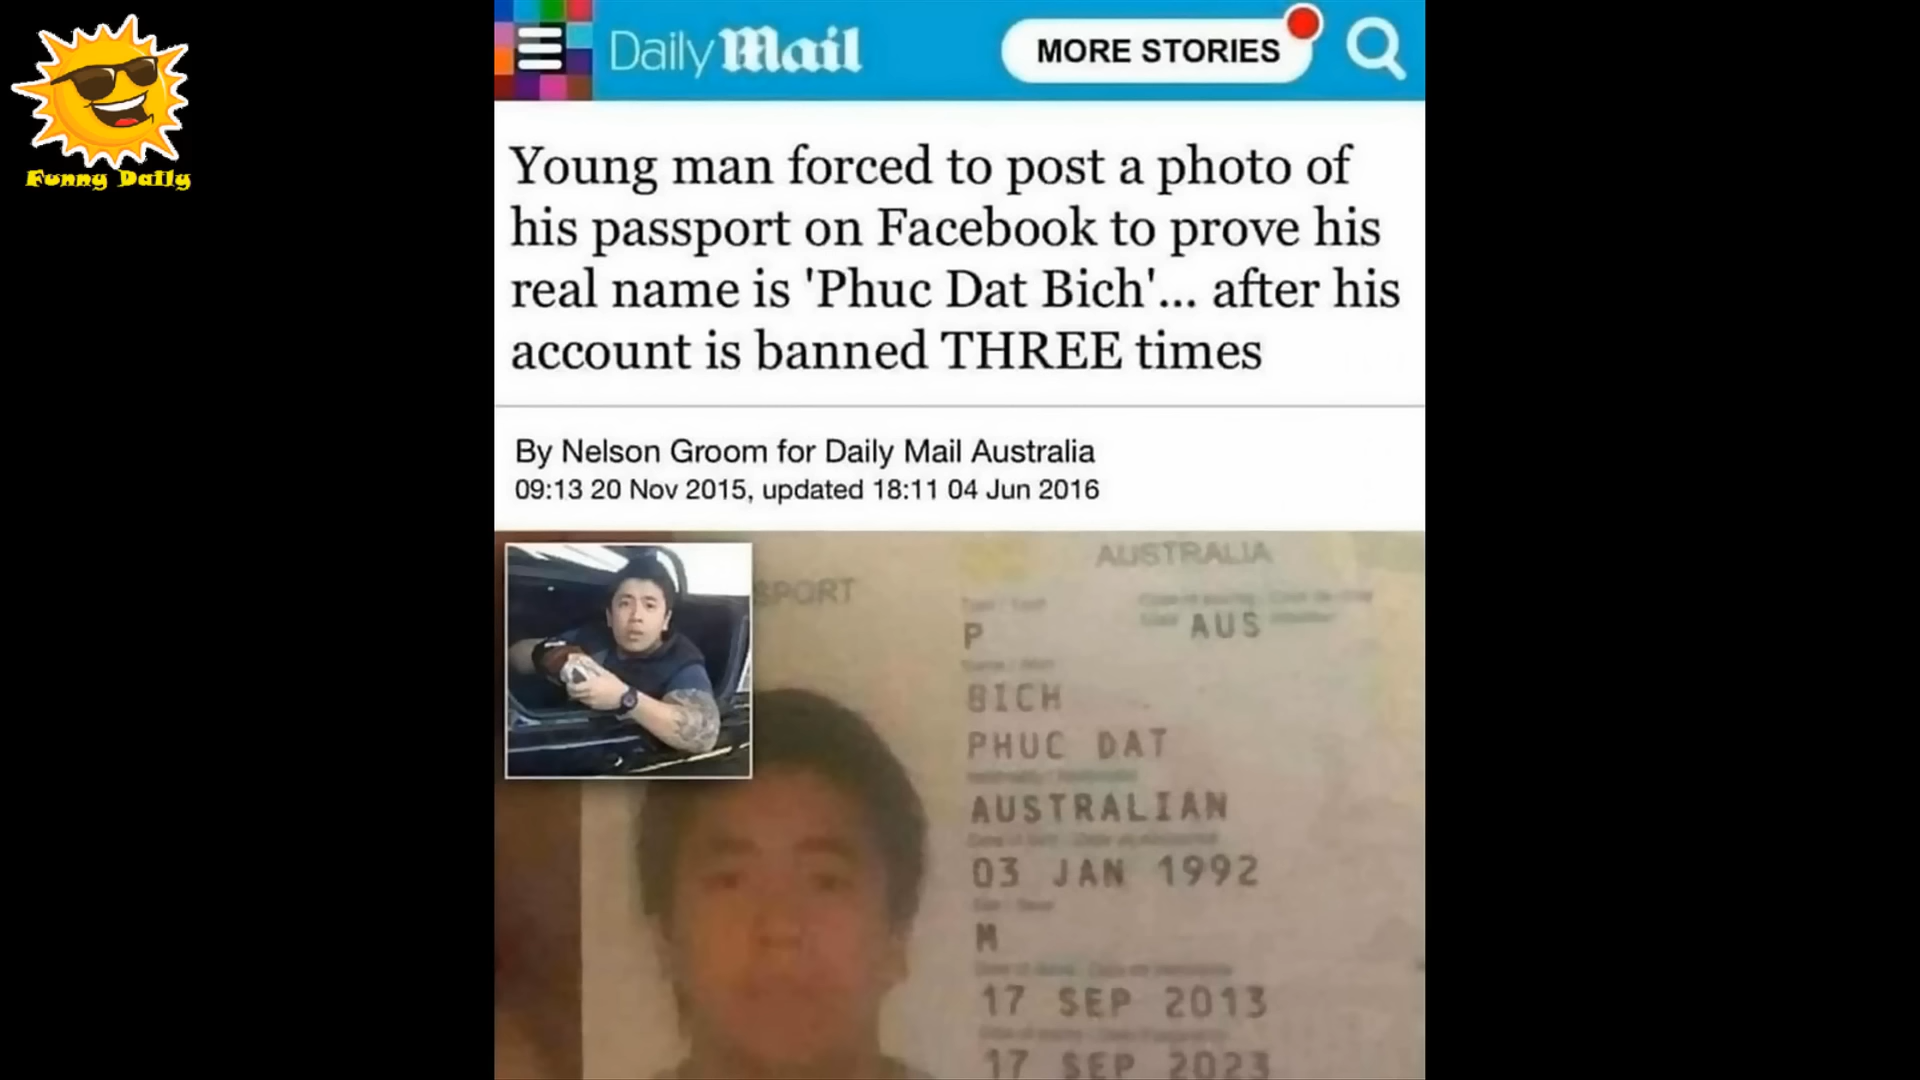 Funny Daily
Daily Mail
MORE STORIES
Young man forced to post a photo of
his passport on Facebook to prove his
real name is 'Phuc Dat Bich'... after his
account is banned THREE times
By Nelson Groom for Daily Mail Australia
09:13 20 Nov 2015, updated 18:11 04 Jun 2016
SPORT
AUSTRALIA
P
AUS
BICH
PHUC DAT
AUSTRALIAN
03 JAN 1992
M
17 SEP 2013
17 SEP 2023